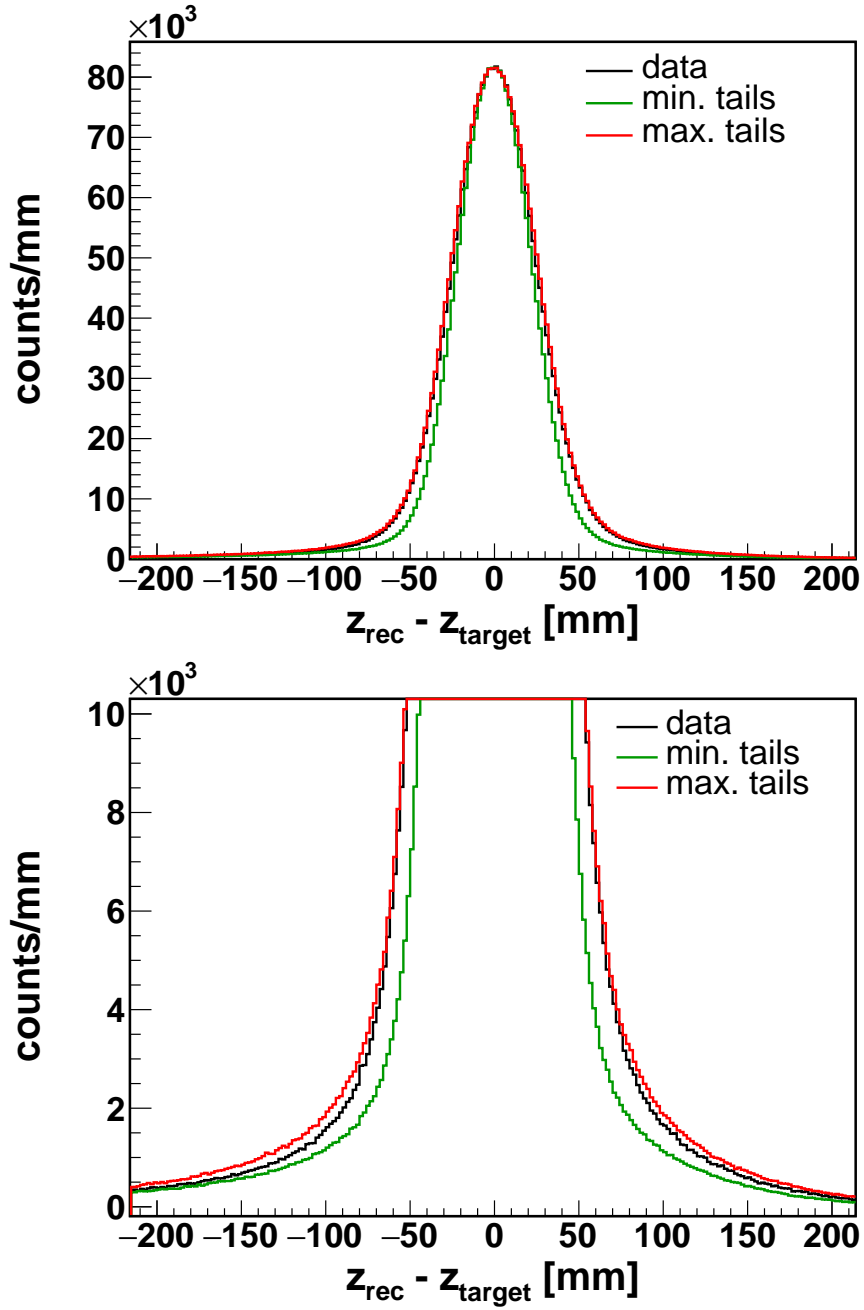 ×10³
80
70
60
50
40
30
20
10
0
counts/mm
data
min. tails
max. tails
−200 −150 −100 −50 0 50 100 150 200
z_rec - z_target [mm]
×10³
10
8
6
4
2
0
counts/mm
data
min. tails
max. tails
−200 −150 −100 −50 0 50 100 150 200
z_rec - z_target [mm]